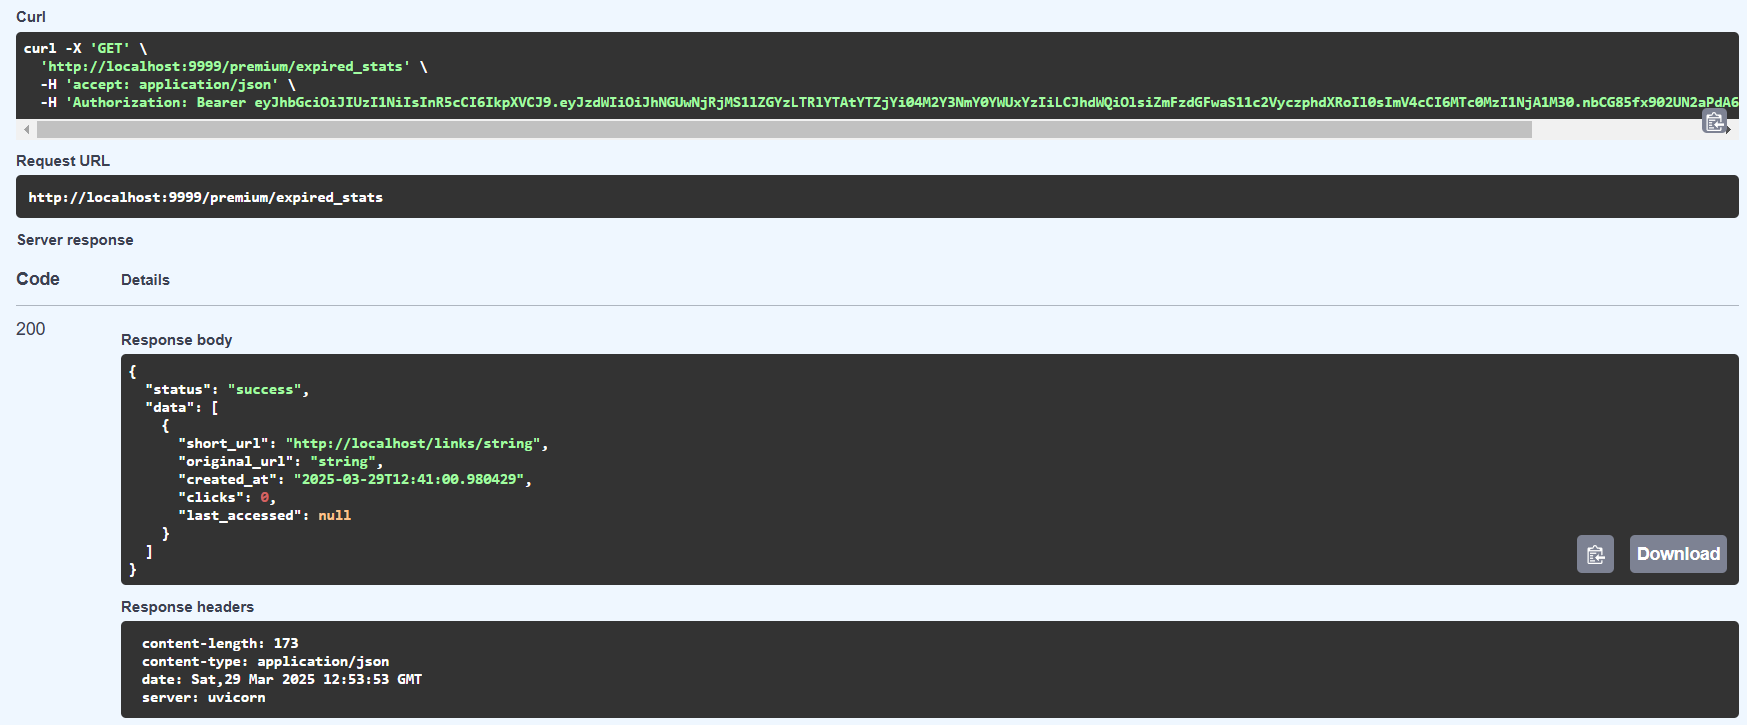 Curl
curl -X 'GET' \
'http://localhost:9999/premium/expired_stats' \
-H 'accept: application/json' \
-H 'Authorization: Bearer eyJhbGciOiJIUzI1NiIsInR5cCI6IkpXVCJ9.eyJzdWIiOiJhNGUwNjRjMS1lZGYzLTRlYTAtYTZjYi04M2Y3NmY0YWUxYzIiLCJhdWQiOlsiZmFzdGFwaS11c2VyczphdXRoIl0sImV4cCI6MTc0MzI1NjA1M30.nbCG85fx902UN2aPdA6
Request URL
http://localhost:9999/premium/expired_stats
Server response
Code Details
200
Response body
{
"status": "success",
"data": [
{
"short_url": "http://localhost/links/string",
"original_url": "string",
"created_at": "2025-03-29T12:41:00.980429",
"clicks": 0,
"last_accessed": null
}
]
}
Download
Response headers
content-length: 173
content-type: application/json
date: Sat,29 Mar 2025 12:53:53 GMT
server: uvicorn